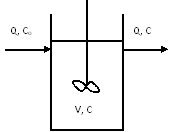 Q, C₀
Q, C
V, C